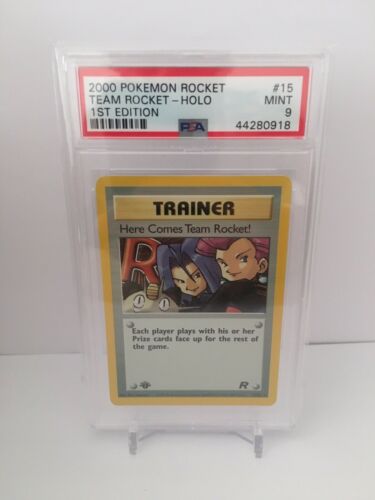 2000 POKEMON ROCKET #15
TEAM ROCKET - HOLO MINT
1ST EDITION 9
PSA 44280918
TRAINER
Here Comes Team Rocket!
R
Each player plays with his or her
Prize cards face up for the rest of
the game.
1
R